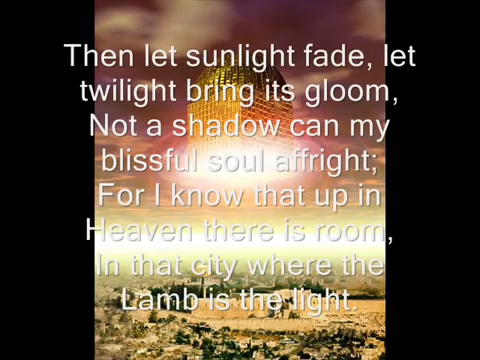 Then let sunlight fade, let
twilight bring its gloom,
Not a shadow can my
blissful soul affright;
For I know that up in
Heaven there is room,
In that city where the
Lamb is the light